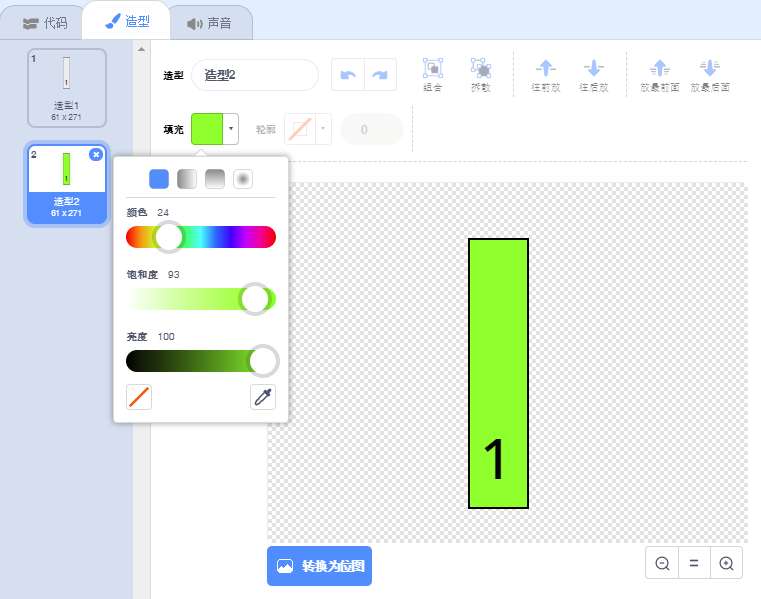 代码
造型
声音
1
1
造型1
61 x 271
2
1
造型2
61 x 271
造型
造型2
组合
拆散
往前放
往后放
放最前面
放最后面
填充
轮廓
0
颜色 24
饱和度 93
亮度 100
1
转换为位图